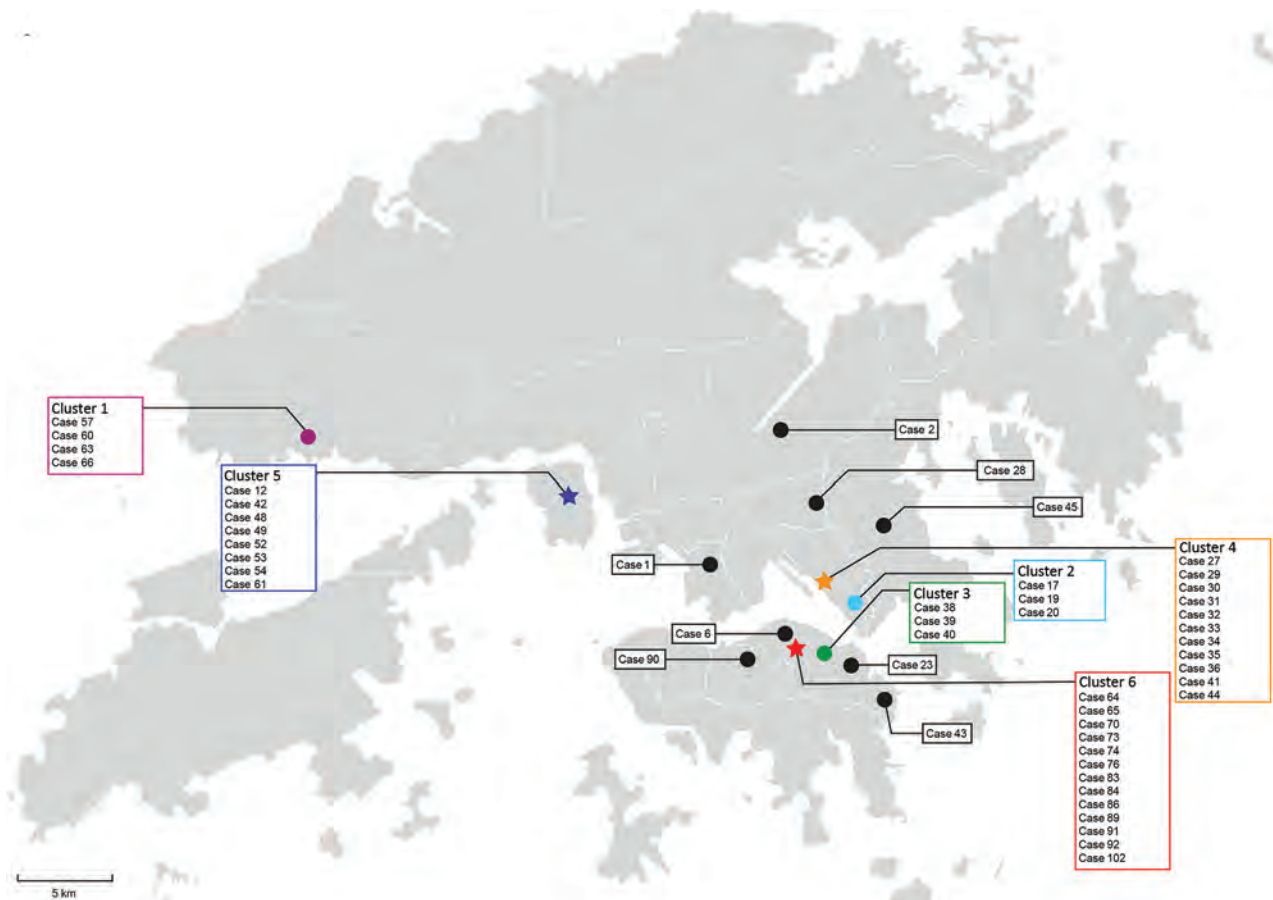 Cluster 1
Case 57
Case 60
Case 63
Case 66
Cluster 5
Case 12
Case 42
Case 48
Case 49
Case 52
Case 53
Case 54
Case 61
Case 2
Case 28
Case 45
Case 1
Cluster 4
Case 27
Case 29
Case 30
Case 31
Case 32
Case 33
Case 34
Case 35
Case 36
Case 41
Case 44
Cluster 2
Case 17
Case 19
Case 20
Cluster 3
Case 38
Case 39
Case 40
Case 6
Case 90
Case 23
Case 43
Cluster 6
Case 64
Case 65
Case 70
Case 73
Case 74
Case 76
Case 83
Case 84
Case 86
Case 89
Case 91
Case 92
Case 102
5 km